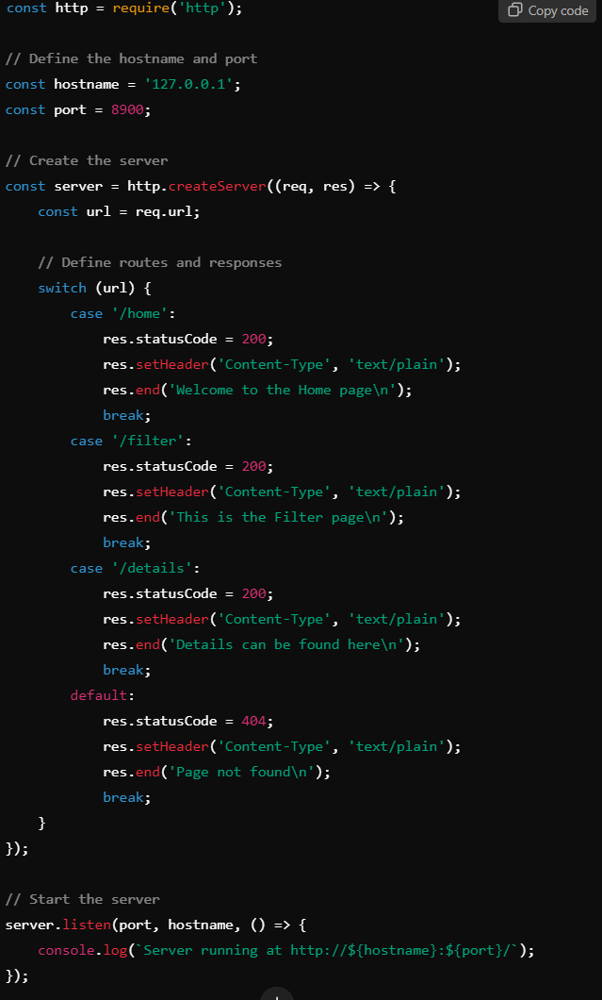 const http = require('http');
Copy code
// Define the hostname and port
const hostname = '127.0.0.1';
const port = 8900;
// Create the server
const server = http.createServer((req, res) => {
    const url = req.url;
    // Define routes and responses
    switch (url) {
        case '/home':
            res.statusCode = 200;
            res.setHeader('Content-Type', 'text/plain');
            res.end('Welcome to the Home page\n');
            break;
        case '/filter':
            res.statusCode = 200;
            res.setHeader('Content-Type', 'text/plain');
            res.end('This is the Filter page\n');
            break;
        case '/details':
            res.statusCode = 200;
            res.setHeader('Content-Type', 'text/plain');
            res.end('Details can be found here\n');
            break;
        default:
            res.statusCode = 404;
            res.setHeader('Content-Type', 'text/plain');
            res.end('Page not found\n');
            break;
    }
});
// Start the server
server.listen(port, hostname, () => {
    console.log(`Server running at http://${hostname}:${port}/`);
});